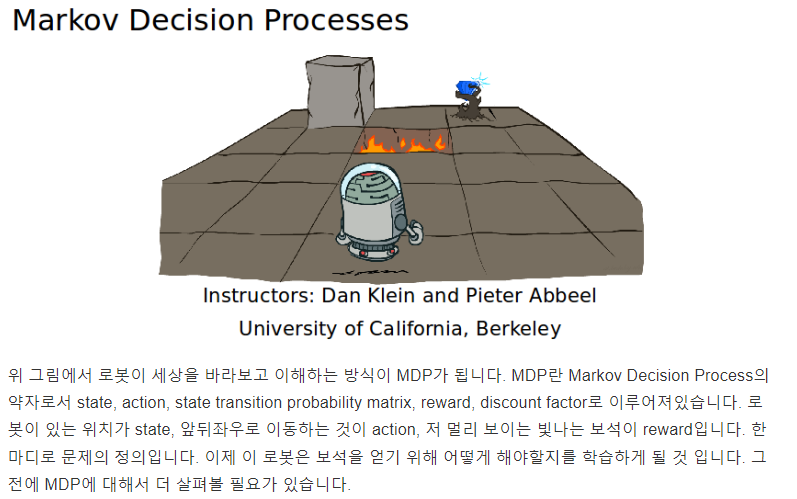 Markov Decision Processes
Instructors: Dan Klein and Pieter Abbeel
University of California, Berkeley
위 그림에서 로봇이 세상을 바라보고 이해하는 방식이 MDP가 됩니다. MDP란 Markov Decision Process의
약자로서 state, action, state transition probability matrix, reward, discount factor로 이루어져있습니다. 로
봇이 있는 위치가 state, 앞뒤좌우로 이동하는 것이 action, 저 멀리 보이는 빛나는 보석이 reward입니다. 한
마디로 문제의 정의입니다. 이제 이 로봇은 보석을 얻기 위해 어떻게 해야할지를 학습하게 될 것 입니다. 그
전에 MDP에 대해서 더 살펴볼 필요가 있습니다.